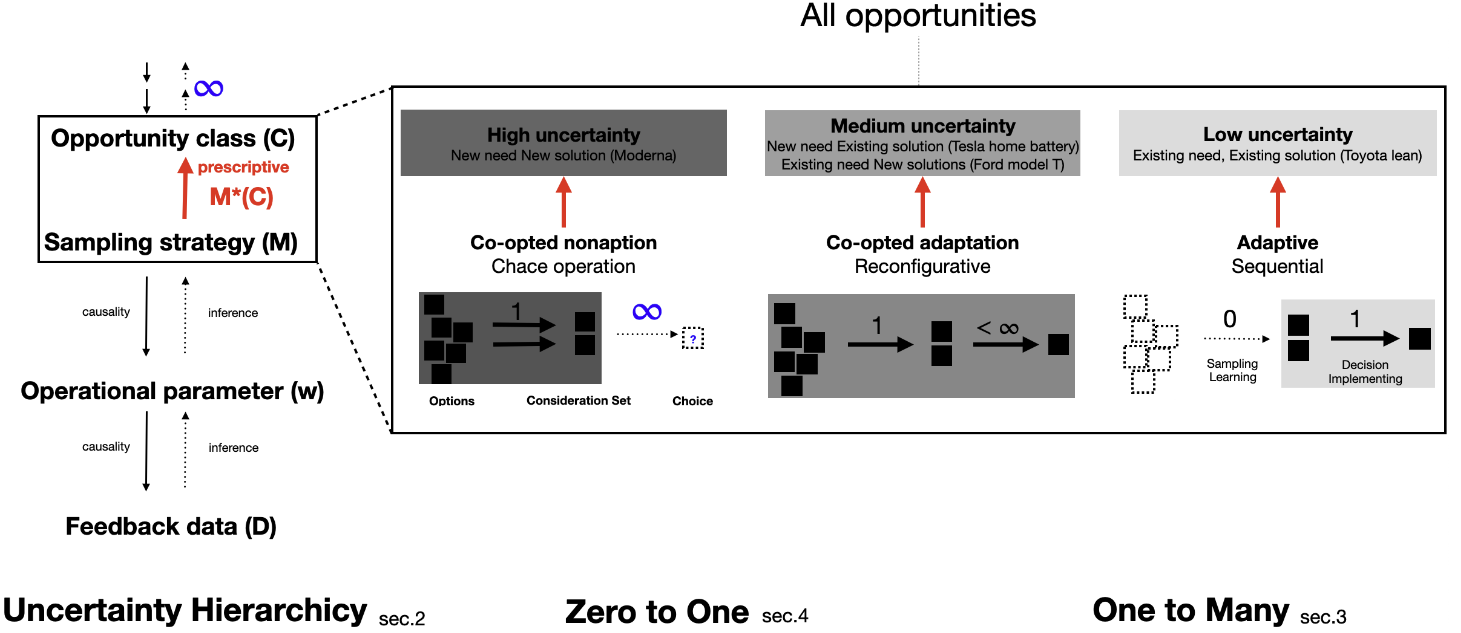 All opportunities
∞
Opportunity class (C)
prescriptive
M*(C)
Sampling strategy (M)
causality
inference
Operational parameter (w)
causality
inference
Feedback data (D)
High uncertainty
New need New solution (Moderna)
Co-opted nonaption
Chace operation
1
∞
?
Options
Consideration Set
Choice
Medium uncertainty
New need Existing solution (Tesla home battery)
Existing need New solutions (Ford model T)
Co-opted adaptation
Reconfigurative
1
< ∞
Low uncertainty
Existing need, Existing solution (Toyota lean)
Adaptive
Sequential
0
Sampling
Learning
1
Decision
Implementing
Uncertainty Hierarchicy sec.2
Zero to One sec.4
One to Many sec.3